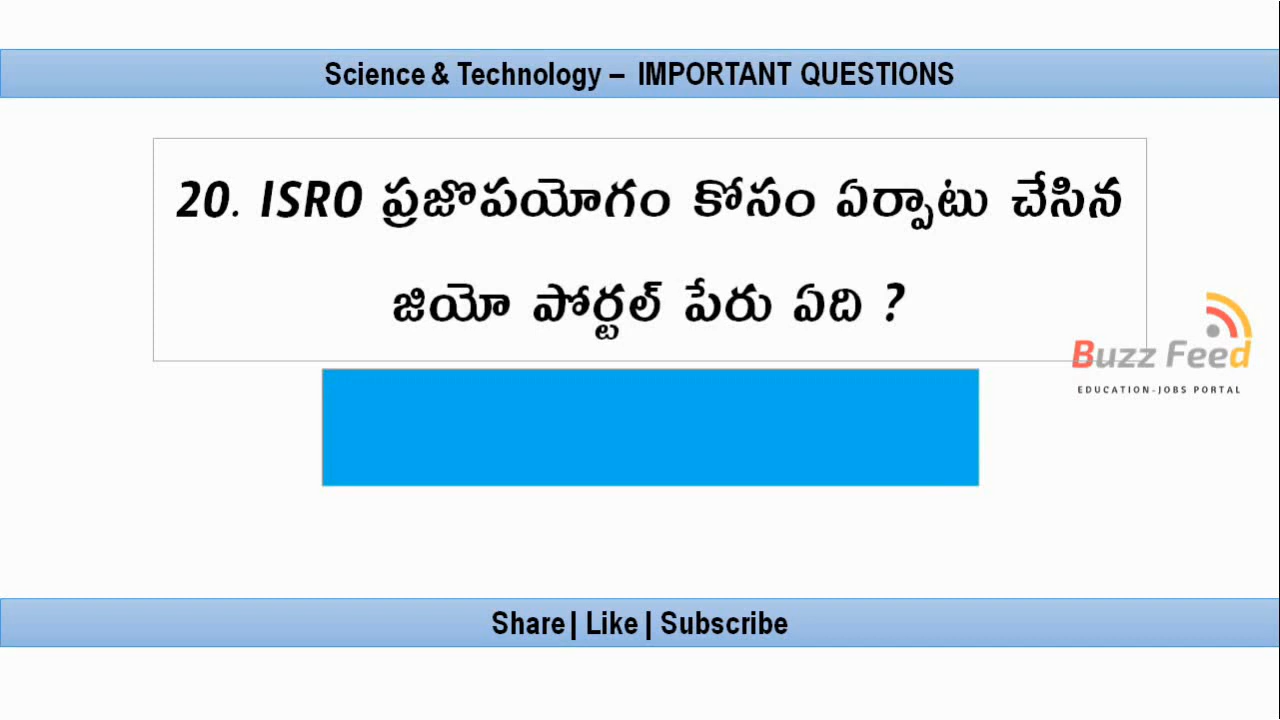 Science & Technology – IMPORTANT QUESTIONS
20. ISRO ప్రజొపయోగం కోసం ఏర్పాటు చేసిన
జియో పోర్టల్ పేరు ఏది ?
Buzz Feed
EDUCATION-JOBS PORTAL
Share| Like| Subscribe